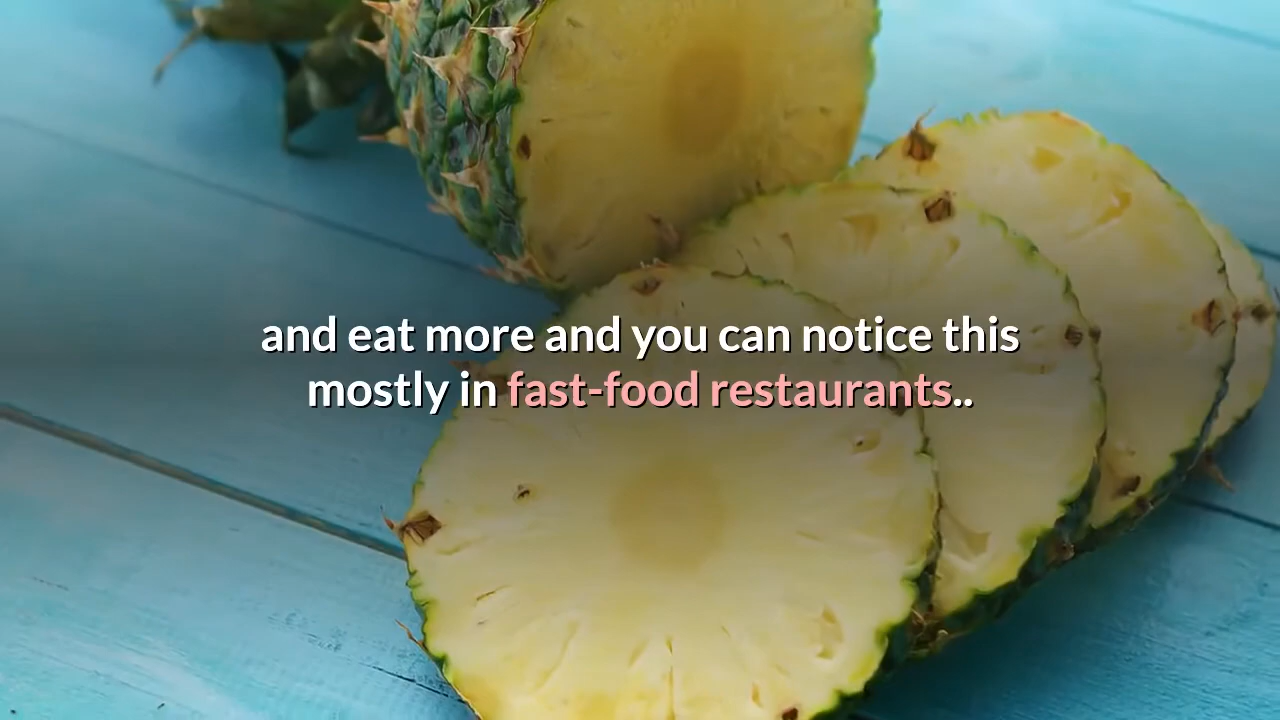 and eat more and you can notice this
mostly in fast-food restaurants..